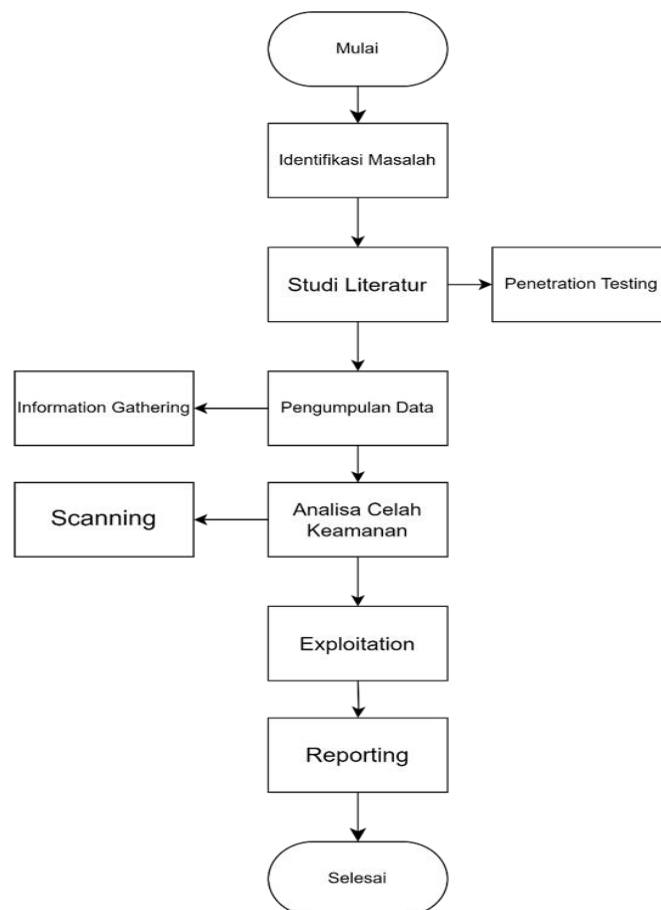 Mulai
Identifikasi Masalah
Studi Literatur
Penetration Testing
Information Gathering
Pengumpulan Data
Scanning
Analisa Celah
Keamanan
Exploitation
Reporting
Selesai